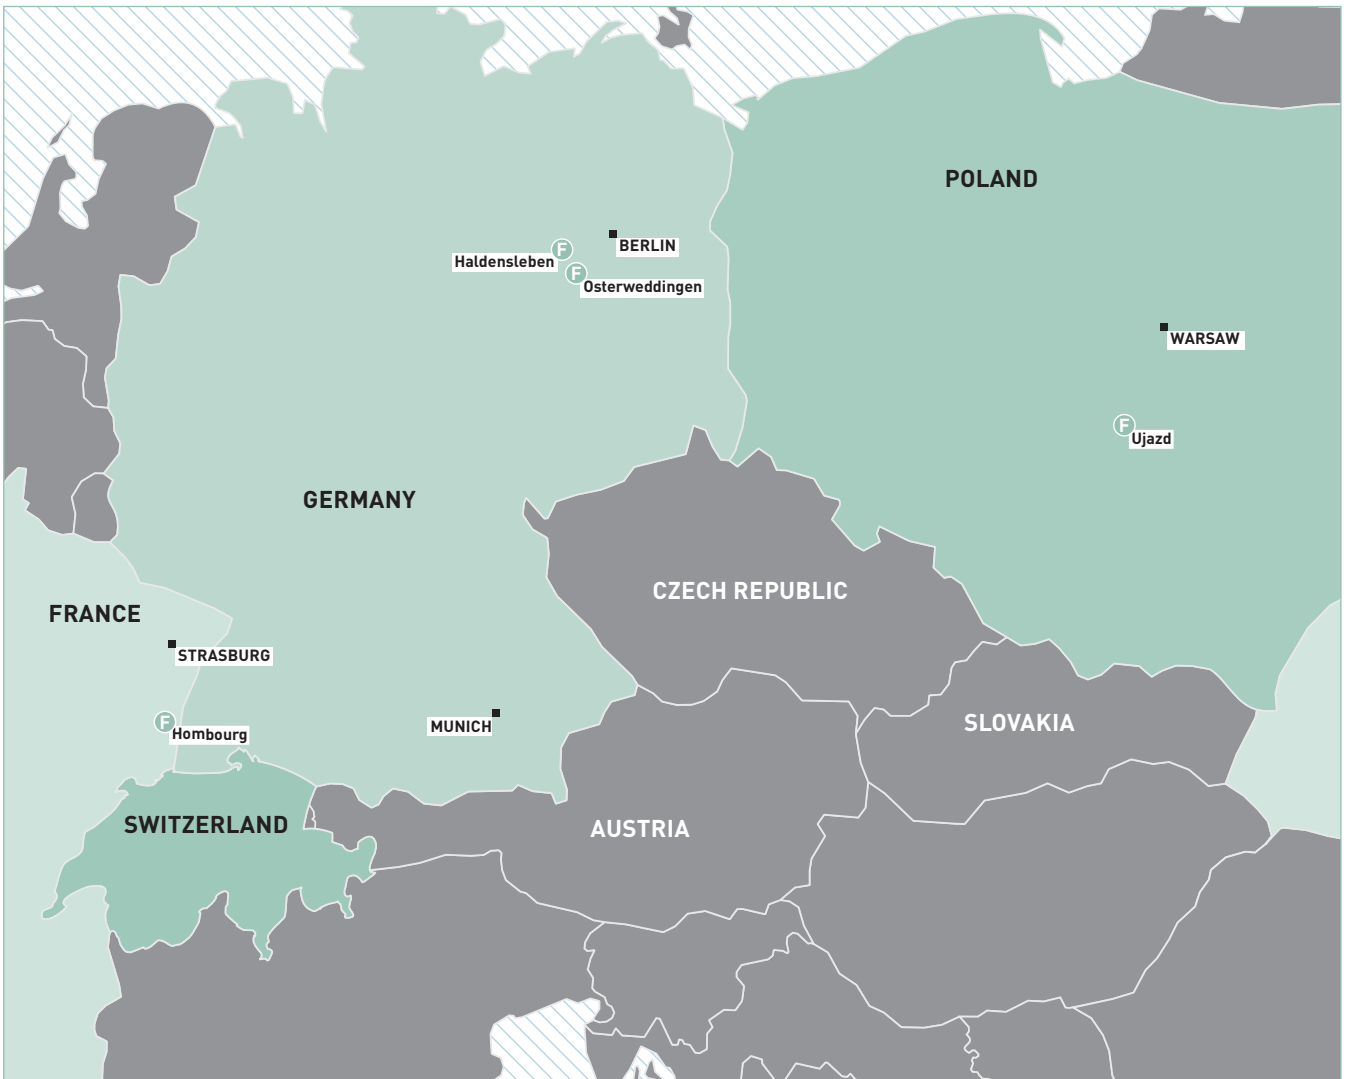 POLAND
F
BERLIN
Haldensleben
F
Osterweddingen
WARSAW
F
Ujazd
GERMANY
CZECH REPUBLIC
FRANCE
STRASBURG
F
Hombourg
MUNICH
SLOVAKIA
SWITZERLAND
AUSTRIA